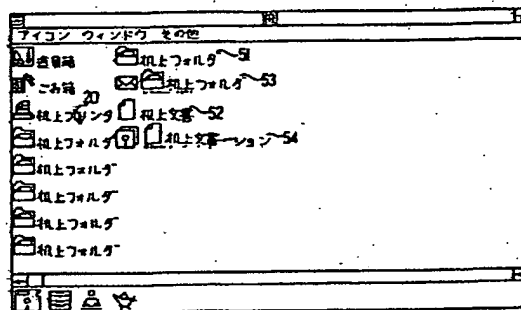 アイコン ウィンドウ その他
書箱 机上フォルダ 51
ごみ箱 机上フォルダ 53
20
机上プリンタ 机上文書 52
机上フォルダ 机上文書ーション 54
机上フォルダ
机上フォルダ
机上フォルダ
机上フォルダ